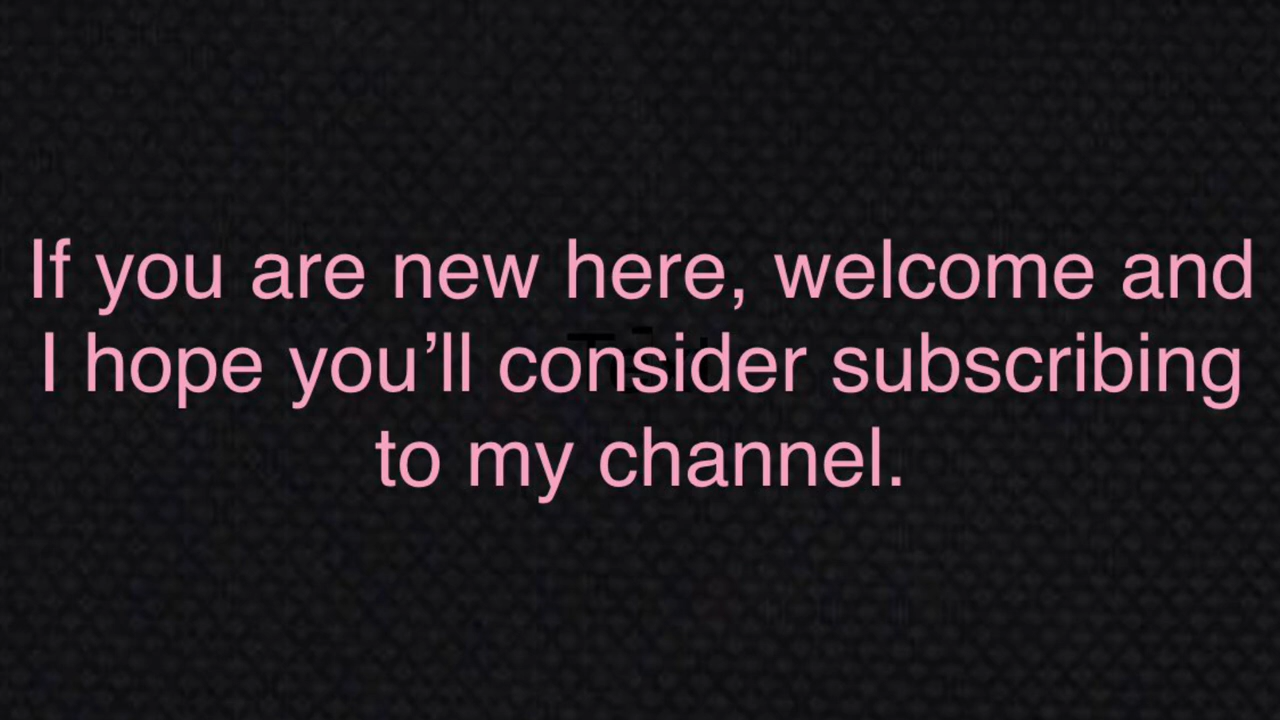 If you are new here, welcome and
I hope you’ll consider subscribing
to my channel.